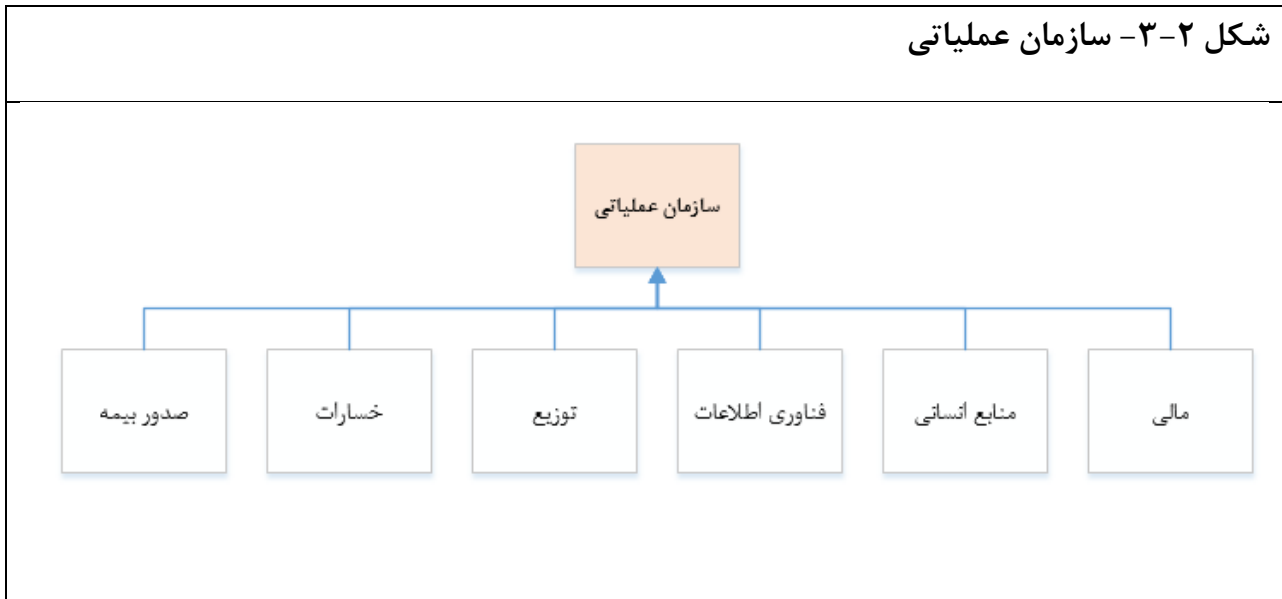 شکل ۲-۳- سازمان عملیاتی
سازمان عملیاتی
مالی
منابع انسانی
فناوری اطلاعات
توزیع
خسارات
صدور بیمه